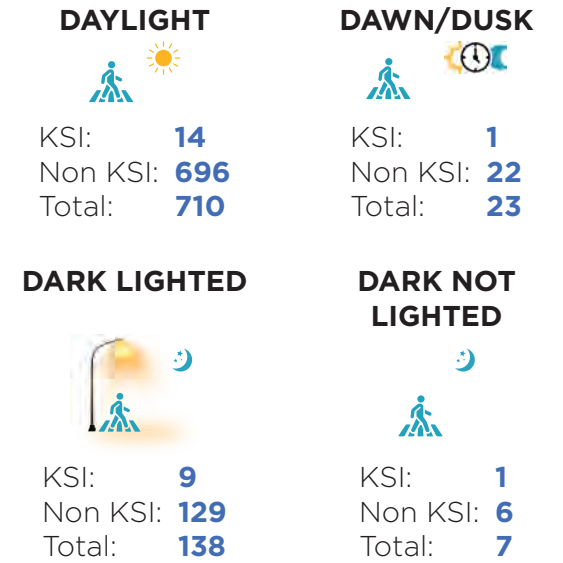 DAYLIGHT
KSI: 14
Non KSI: 696
Total: 710
DAWN/DUSK
KSI: 1
Non KSI: 22
Total: 23
DARK LIGHTED
KSI: 9
Non KSI: 129
Total: 138
DARK NOT
LIGHTED
KSI: 1
Non KSI: 6
Total: 7